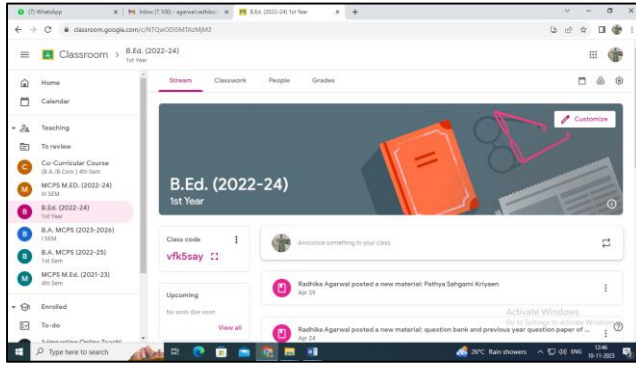 (7) WhatsApp
Inbox (7,100) - agarwal.radhika
B.Ed. (2022-24) 1st Year
classroom.google.com/c/NTQwODI5MTAzMjM3
Classroom > B.Ed. (2022-24)
1st Year
Home
Calendar
Teaching
To review
C Co-Curricular Course
(B.A./B.Com.) 4th Sem
M MCPS M.ED. (2022-24)
III SEM
B B.Ed. (2022-24)
1st Year
B B.A. MCPS (2023-2026)
I SEM
B B.A. MCPS (2022-25)
1st Sem
M MCPS M.Ed. (2021-23)
4th Sem
Enrolled
To-do
Stream Classwork People Grades
Customize
B.Ed. (2022-24)
1st Year
Class code
vfk5say
Upcoming
No work due soon
View all
Announce something to your class
Radhika Agarwal posted a new material: Pathya Sahgami Kriyaen
Apr 29
Radhika Agarwal posted a new material: question bank and previous year question paper of ...
Apr 24
Activate Windows
Go to Settings to activate Windows.
Type here to search
26°C Rain showers
ENG
12:46
10-11-2023